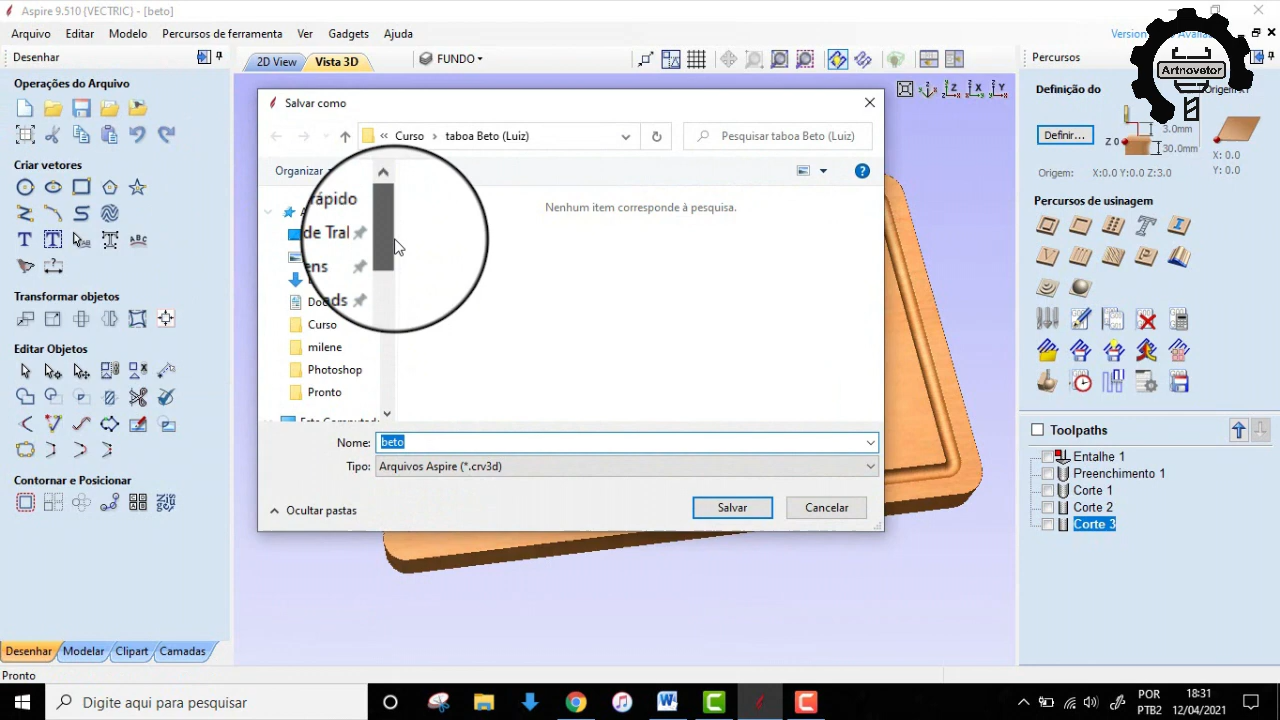 Aspire 9.510 [VECTRIC) - [beto]
Arquivo Editar Modelo Percursos de ferramenta Ver Gadgets Ajuda
Desenhar
2D View Vista 3D FUNDO
Percursos
Artnovetor
Operações do Arquivo
Criar vetores
Transformar objetos
Editar Objetos
Contornar e Posicionar
Desenhar Modelar Clipart Camadas
Pronto
Salvar como
Curso taboa Beto (Luiz)
Pesquisar taboa Beto (Luiz)
Organizar
rápido
de Tral
ens
ds
Curso
milene
Photoshop
Pronto
Nenhum item corresponde à pesquisa.
Nome: beto
Tipo: Arquivos Aspire (*.crv3d)
Ocultar pastas
Salvar Cancelar
Definição do
Definir...
Z 0
3.0mm
30.0mm
X: 0.0
Y: 0.0
Origem: X:0.0 Y:0.0 Z:3.0
Percursos de usinagem
Toolpaths
Entalhe 1
Preenchimento 1
Corte 1
Corte 2
Corte 3
Digite aqui para pesquisar
POR
PTB2
18:31
12/04/2021